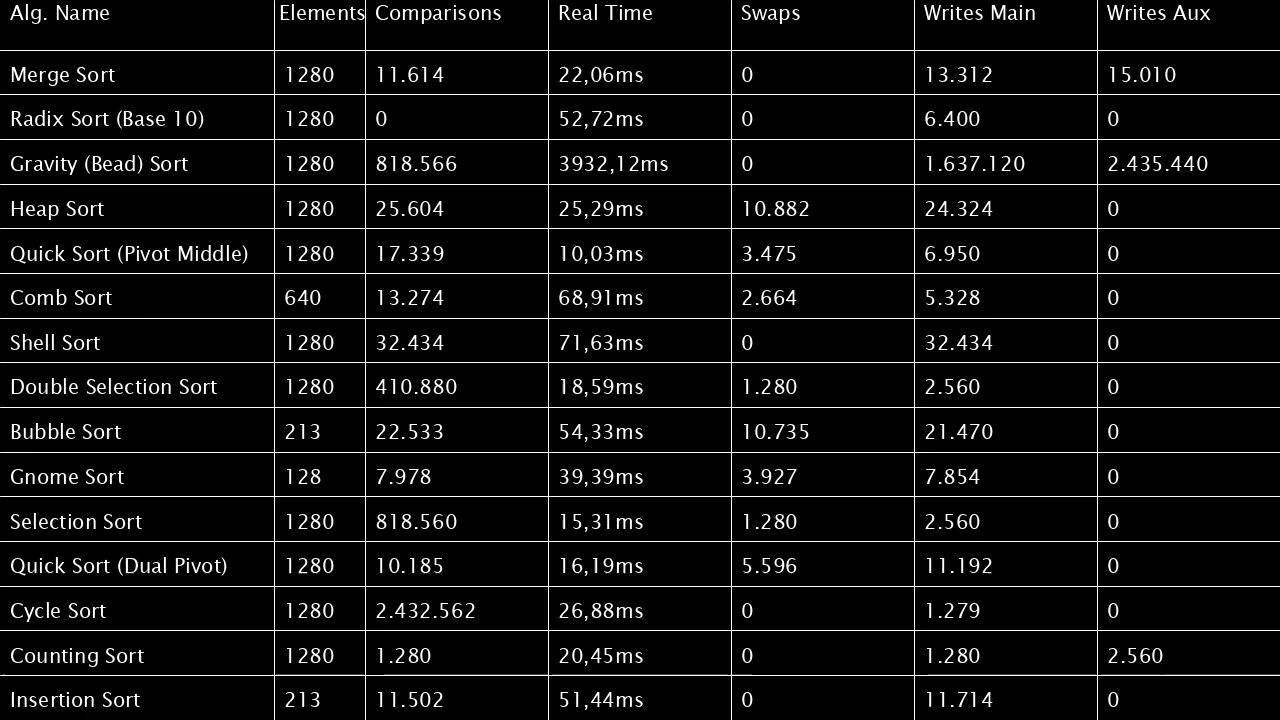 Alg. Name Elements Comparisons Real Time Swaps Writes Main Writes Aux
Merge Sort 1280 11.614 22,06ms 0 13.312 15.010
Radix Sort (Base 10) 1280 0 52,72ms 0 6.400 0
Gravity (Bead) Sort 1280 818.566 3932,12ms 0 1.637.120 2.435.440
Heap Sort 1280 25.604 25,29ms 10.882 24.324 0
Quick Sort (Pivot Middle) 1280 17.339 10,03ms 3.475 6.950 0
Comb Sort 640 13.274 68,91ms 2.664 5.328 0
Shell Sort 1280 32.434 71,63ms 0 32.434 0
Double Selection Sort 1280 410.880 18,59ms 1.280 2.560 0
Bubble Sort 213 22.533 54,33ms 10.735 21.470 0
Gnome Sort 128 7.978 39,39ms 3.927 7.854 0
Selection Sort 1280 818.560 15,31ms 1.280 2.560 0
Quick Sort (Dual Pivot) 1280 10.185 16,19ms 5.596 11.192 0
Cycle Sort 1280 2.432.562 26,88ms 0 1.279 0
Counting Sort 1280 1.280 20,45ms 0 1.280 2.560
Insertion Sort 213 11.502 51,44ms 0 11.714 0